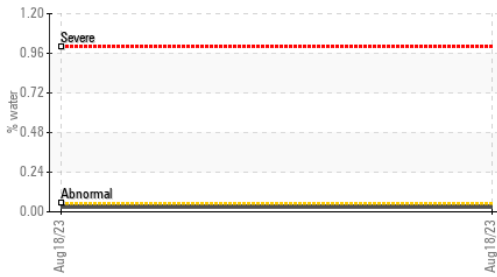 1.20
Severe
0.96
0.72
% water
0.48
0.24
Abnormal
0.00
Aug18/23
Aug18/23